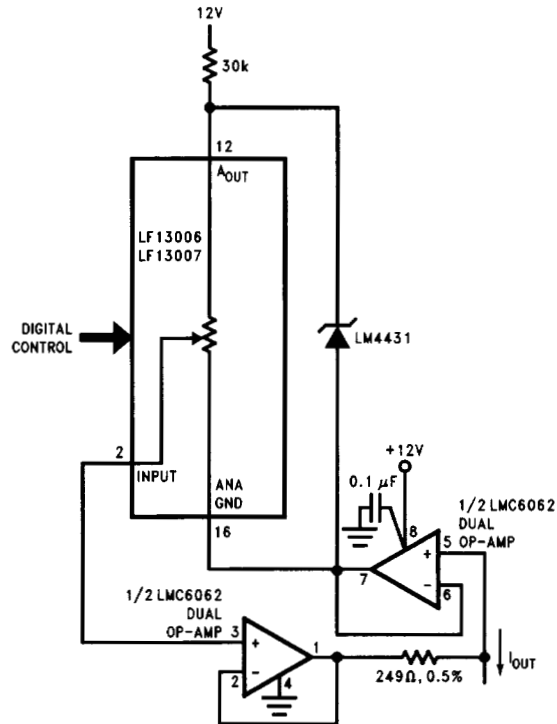 12V
30k
12
A_OUT
LF13006
LF13007
DIGITAL
CONTROL
LM4431
2
INPUT
ANA
GND
16
+12V
0.1 µF
8
1/2 LMC6062
DUAL
OP-AMP
5
+
7
-
6
1/2 LMC6062
DUAL
OP-AMP
3
+
1
-
2
4
249Ω, 0.5%
I_OUT